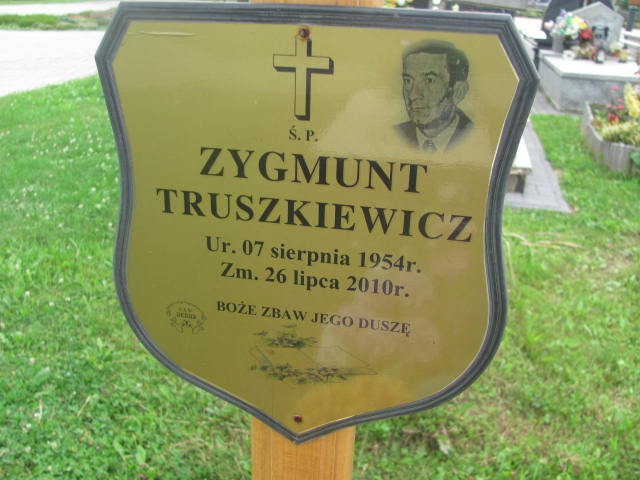 Ś. P.
ZYGMUNT
TRUSZKIEWICZ
Ur. 07 sierpnia 1954r.
Zm. 26 lipca 2010r.
BOŻE ZBAW JEGO DUSZĘ